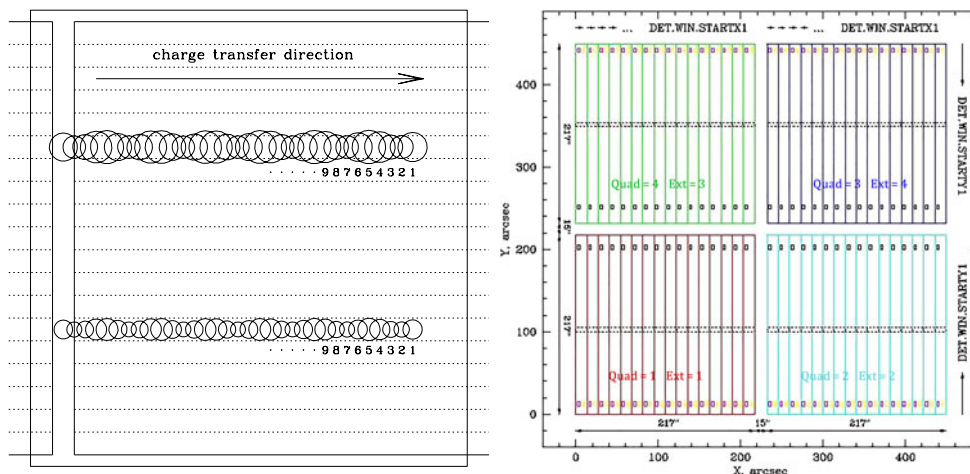 charge transfer direction
· · · · · 9 8 7 6 5 4 3 2 1
· · · · · 9 8 7 6 5 4 3 2 1
... DET.WIN.STARTX1 ... DET.WIN.STARTX1
400
300
200
100
0
Y, arcsec
217"
15"
217"
Quad = 4 Ext = 3
Quad = 3 Ext = 4
Quad = 1 Ext = 1
Quad = 2 Ext = 2
DET.WIN.STARTY1
DET.WIN.STARTY1
217" 15" 217"
0 100 200 300 400
X, arcsec